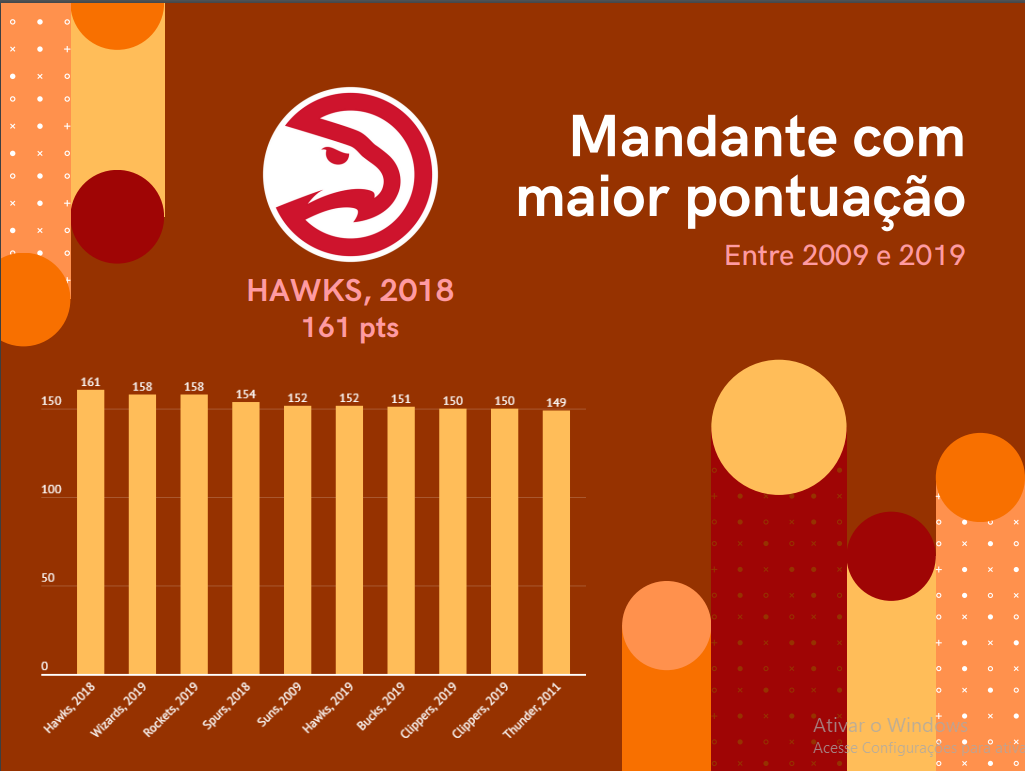 Mandante com
maior pontuação
Entre 2009 e 2019
HAWKS, 2018
161 pts
161
158
158
154
152
152
151
150
150
149
150
100
50
0
Hawks, 2018
Wizards, 2019
Rockets, 2019
Spurs, 2018
Suns, 2009
Hawks, 2019
Bucks, 2019
Clippers, 2019
Clippers, 2019
Thunder, 2011
Ativar o Windows
Acesse Configurações para